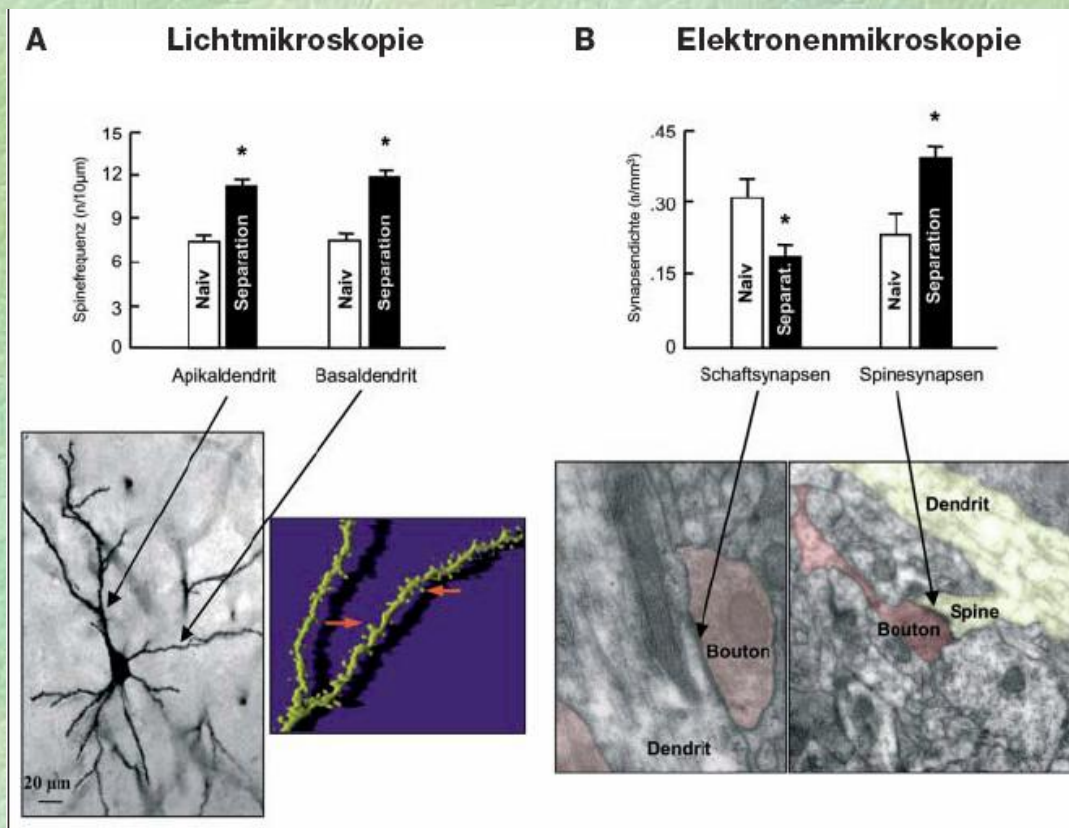 A Lichtmikroskopie
Spinefrequenz (n/10µm)
15
12
9
6
3
0
*
*
Naiv
Separation
Naiv
Separation
Apikaldendrit Basaldendrit
20 µm
B Elektronenmikroskopie
Synapsendichte (n/mm³)
.45
.30
.15
0
*
*
Naiv
Separat.
Naiv
Separation
Schaftsynapsen Spinesynapsen
Bouton
Dendrit
Dendrit
Spine
Bouton